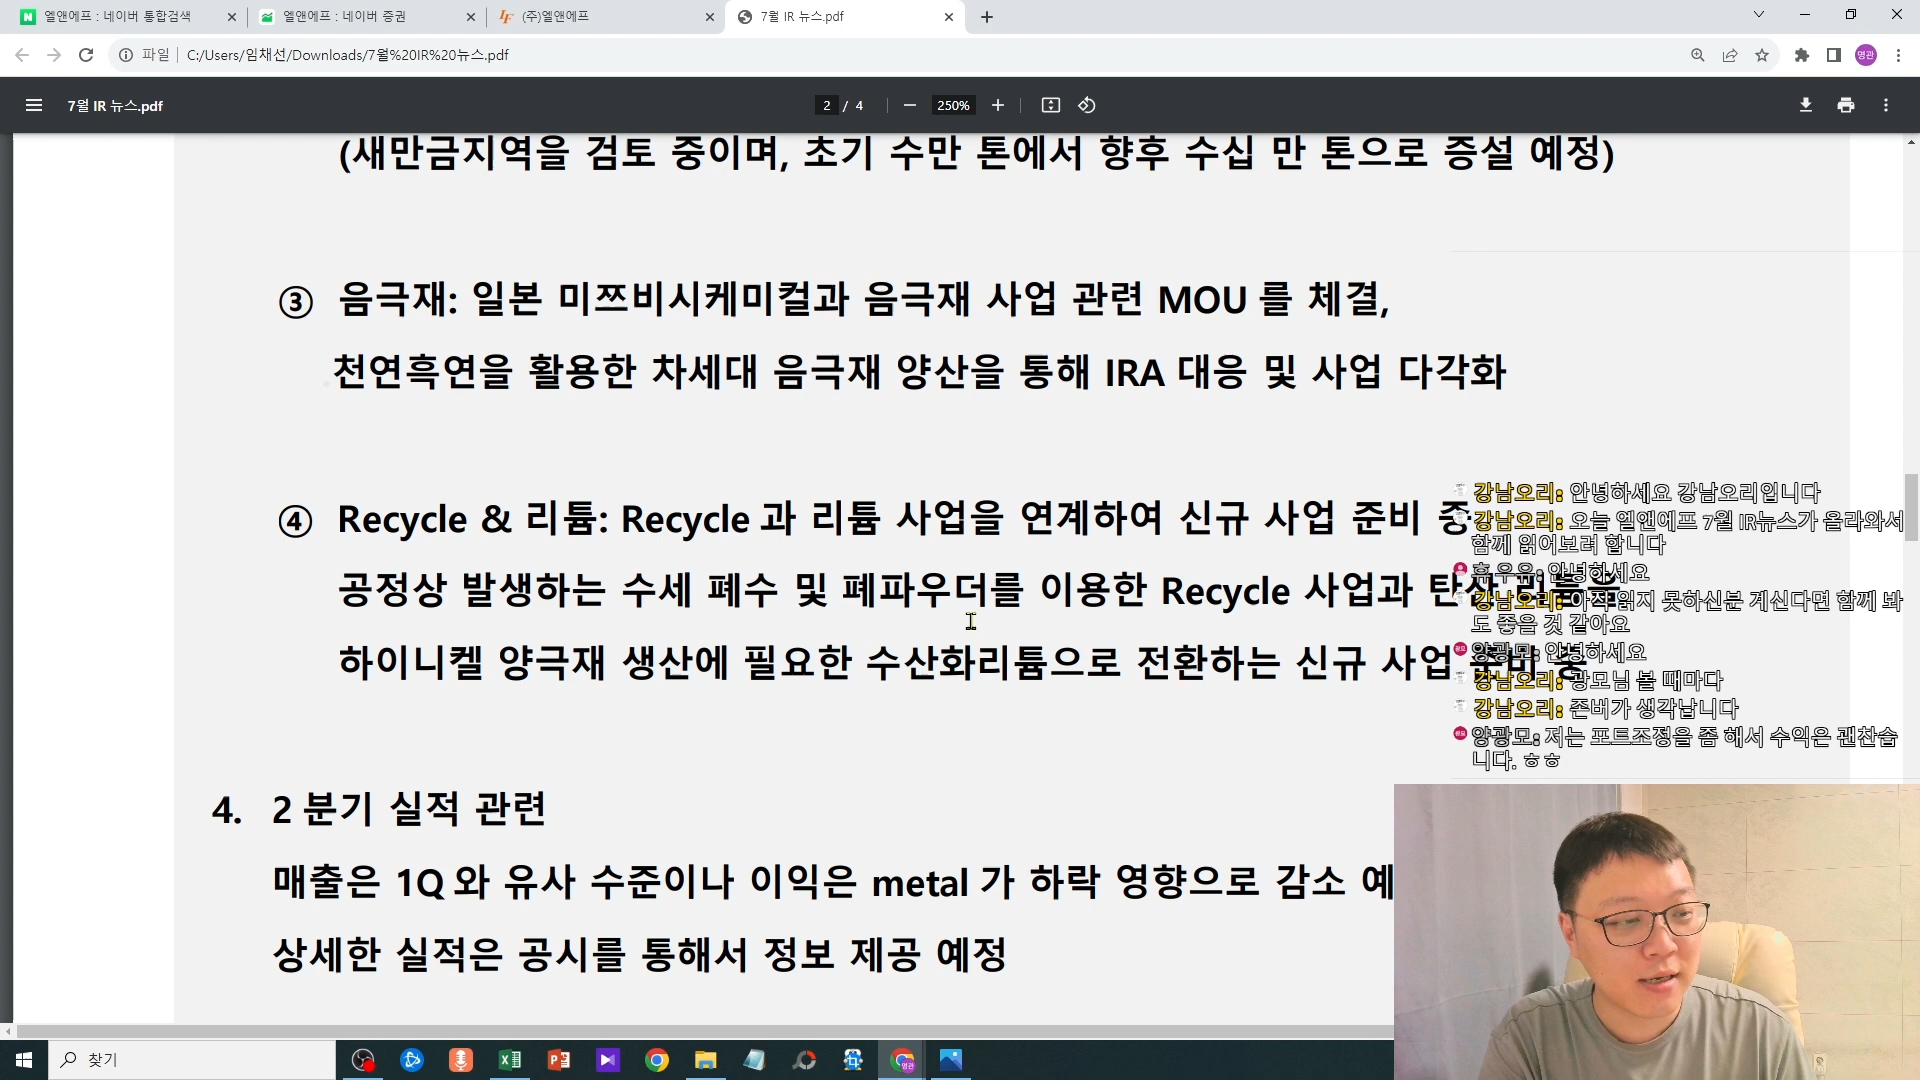 엘앤에프 : 네이버 통합검색
엘앤에프 : 네이버 증권
(주)엘앤에프
7월 IR 뉴스.pdf
파일
C:/Users/임채선/Downloads/7월%20IR%20뉴스.pdf
명관
7월 IR 뉴스.pdf
2 / 4
250%
(새만금지역을 검토 중이며, 초기 수만 톤에서 향후 수십 만 톤으로 증설 예정)
③ 음극재: 일본 미쯔비시케미컬과 음극재 사업 관련 MOU 를 체결,
천연흑연을 활용한 차세대 음극재 양산을 통해 IRA 대응 및 사업 다각화
④ Recycle & 리튬: Recycle 과 리튬 사업을 연계하여 신규 사업 준비 중
공정상 발생하는 수세 폐수 및 폐파우더를 이용한 Recycle 사업과 탄산
하이니켈 양극재 생산에 필요한 수산화리튬으로 전환하는 신규 사업 준비 중
4. 2 분기 실적 관련
매출은 1Q 와 유사 수준이나 이익은 metal 가 하락 영향으로 감소 예
상세한 실적은 공시를 통해서 정보 제공 예정
강남오리: 안녕하세요 강남오리입니다
강남오리: 오늘 엘앤에프 7월 IR뉴스가 올라와서
함께 읽어보려 합니다
휴 우유: 안녕하세요
강남오리: 아직 읽지 못하신분 계신다면 함께 봐
도 좋을 것 같아요
양광모: 안녕하세요
강남오리: 광모님 볼 때마다
강남오리: 존버가 생각납니다
양광모: 저는 포트조정을 좀 해서 수익은 괜찮습
니다. ㅎㅎ
찾기
명관